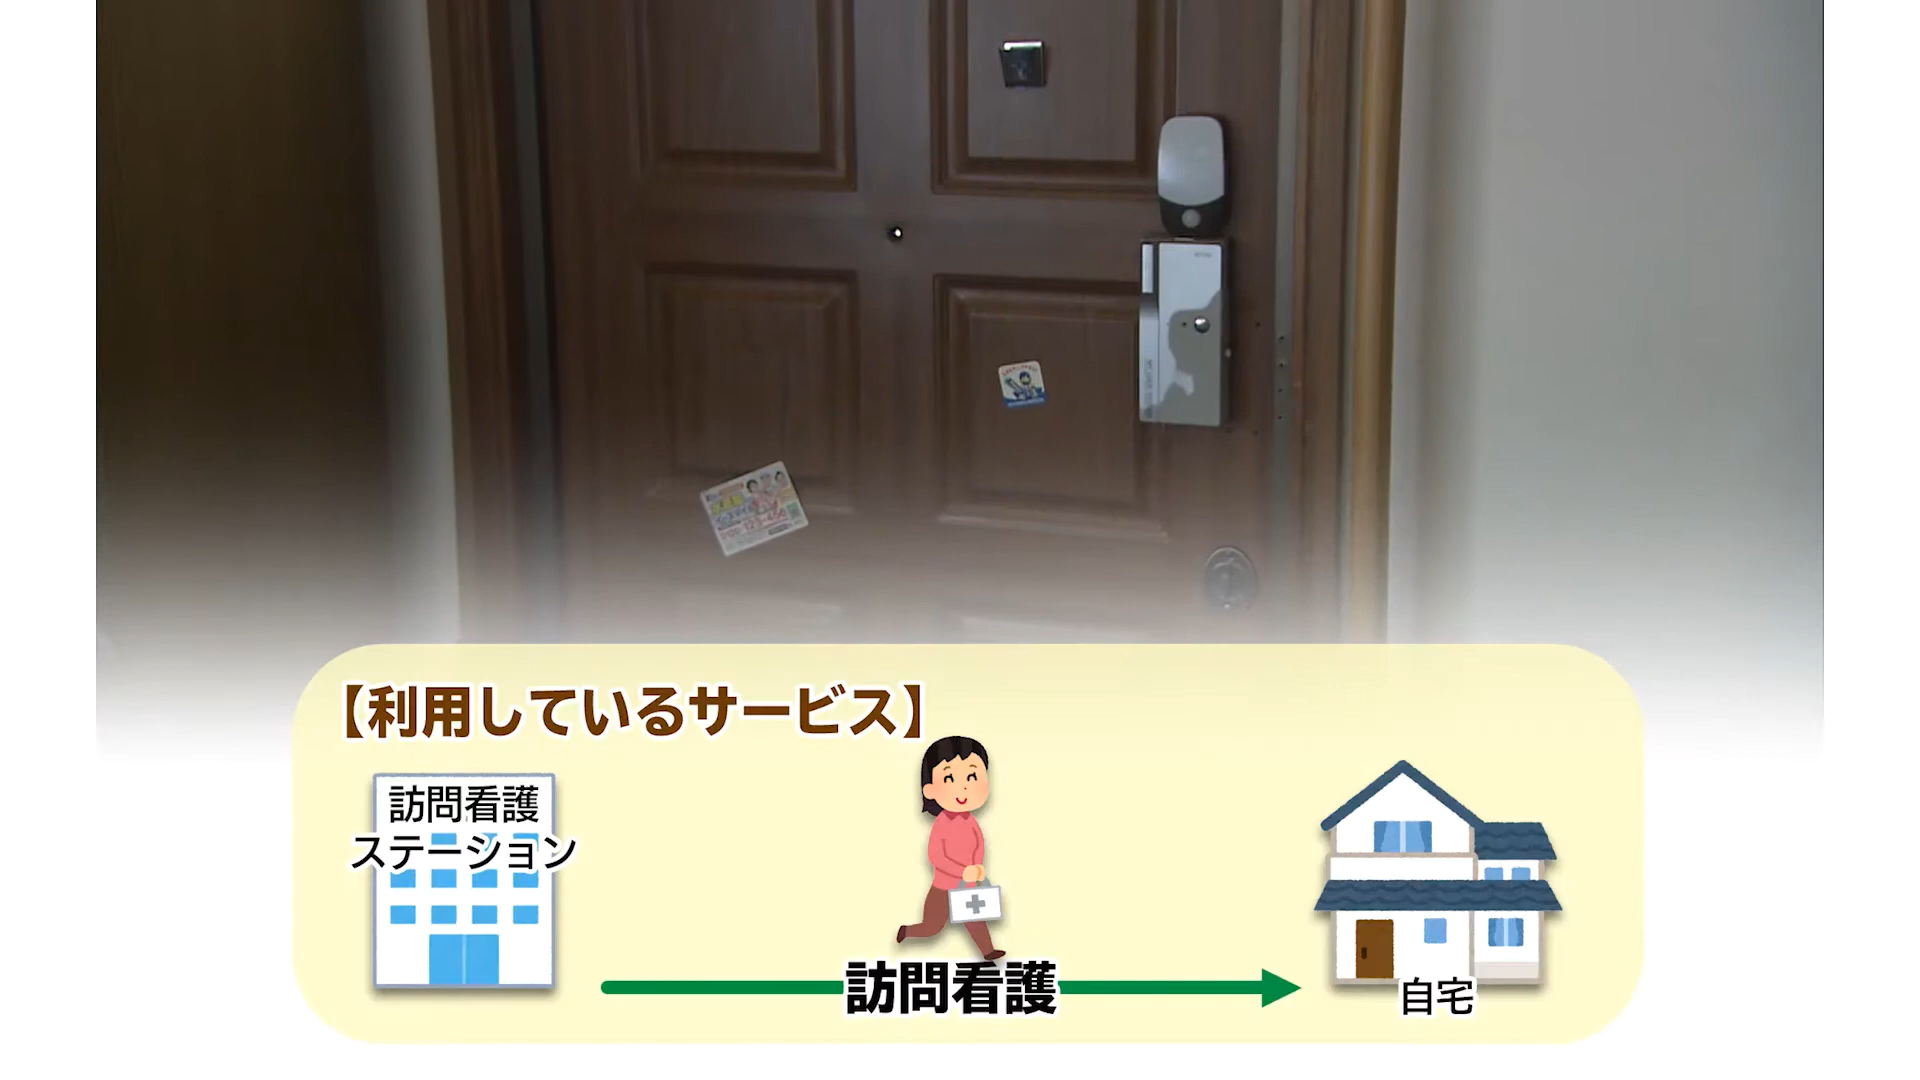 【利用しているサービス】
訪問看護
ステーション
訪問看護
自宅